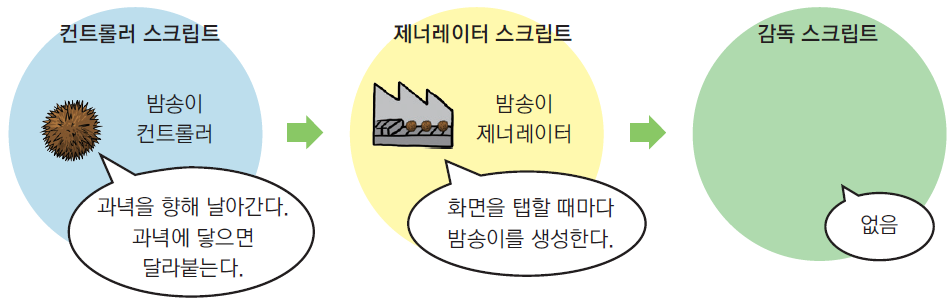 컨트롤러 스크립트
밤송이
컨트롤러
과녁을 향해 날아간다.
과녁에 닿으면
달라붙는다.
제너레이터 스크립트
밤송이
제너레이터
화면을 탭할 때마다
밤송이를 생성한다.
감독 스크립트
없음